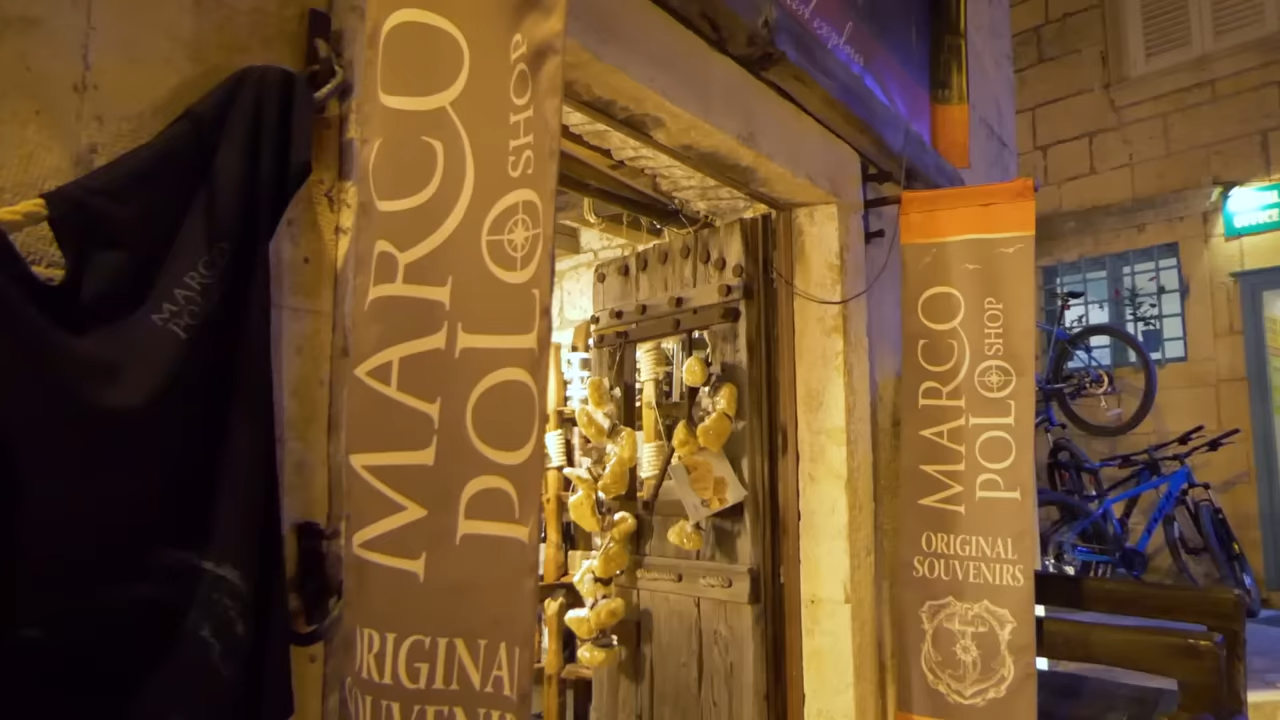 MARCO
POLO SHOP
ORIGINAL
MARCO
POLO
MARCO
POLO SHOP
ORIGINAL
SOUVENIRS